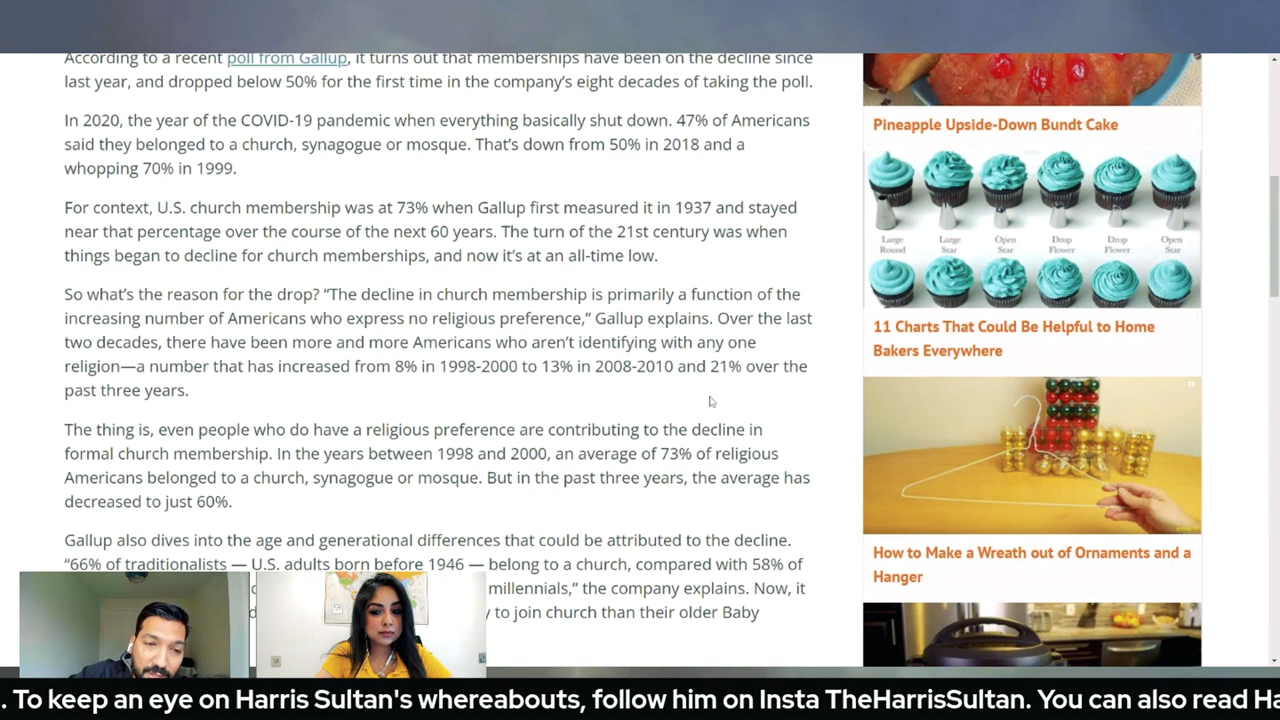 According to a recent poll from Gallup, it turns out that memberships have been on the decline since
last year, and dropped below 50% for the first time in the company's eight decades of taking the poll.
In 2020, the year of the COVID-19 pandemic when everything basically shut down. 47% of Americans
said they belonged to a church, synagogue or mosque. That's down from 50% in 2018 and a
whopping 70% in 1999.
For context, U.S. church membership was at 73% when Gallup first measured it in 1937 and stayed
near that percentage over the course of the next 60 years. The turn of the 21st century was when
things began to decline for church memberships, and now it's at an all-time low.
So what's the reason for the drop? “The decline in church membership is primarily a function of the
increasing number of Americans who express no religious preference,” Gallup explains. Over the last
two decades, there have been more and more Americans who aren't identifying with any one
religion—a number that has increased from 8% in 1998-2000 to 13% in 2008-2010 and 21% over the
past three years.
The thing is, even people who do have a religious preference are contributing to the decline in
formal church membership. In the years between 1998 and 2000, an average of 73% of religious
Americans belonged to a church, synagogue or mosque. But in the past three years, the average has
decreased to just 60%.
Gallup also dives into the age and generational differences that could be attributed to the decline.
“66% of traditionalists — U.S. adults born before 1946 — belong to a church, compared with 58% of
millennials,” the company explains. Now, it
to join church than their older Baby
Pineapple Upside-Down Bundt Cake
Large Round
Large Star
Open Star
Drop Flower
Drop Flower
Open Star
11 Charts That Could Be Helpful to Home
Bakers Everywhere
How to Make a Wreath out of Ornaments and a
Hanger
. To keep an eye on Harris Sultan's whereabouts, follow him on Insta TheHarrisSultan. You can also read Ha